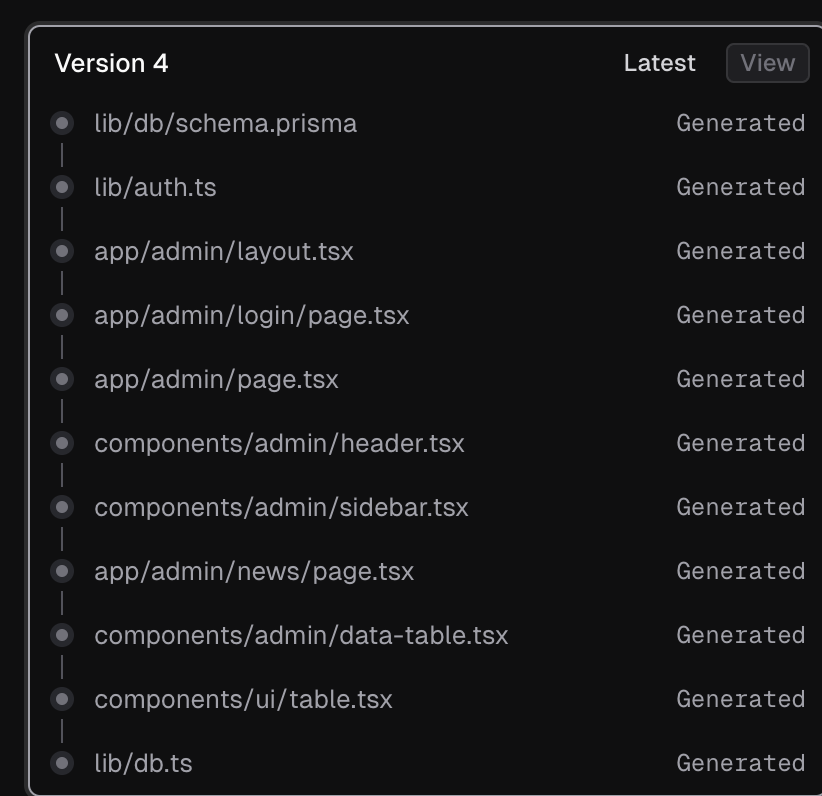 Version 4 Latest View
lib/db/schema.prisma Generated
lib/auth.ts Generated
app/admin/layout.tsx Generated
app/admin/login/page.tsx Generated
app/admin/page.tsx Generated
components/admin/header.tsx Generated
components/admin/sidebar.tsx Generated
app/admin/news/page.tsx Generated
components/admin/data-table.tsx Generated
components/ui/table.tsx Generated
lib/db.ts Generated